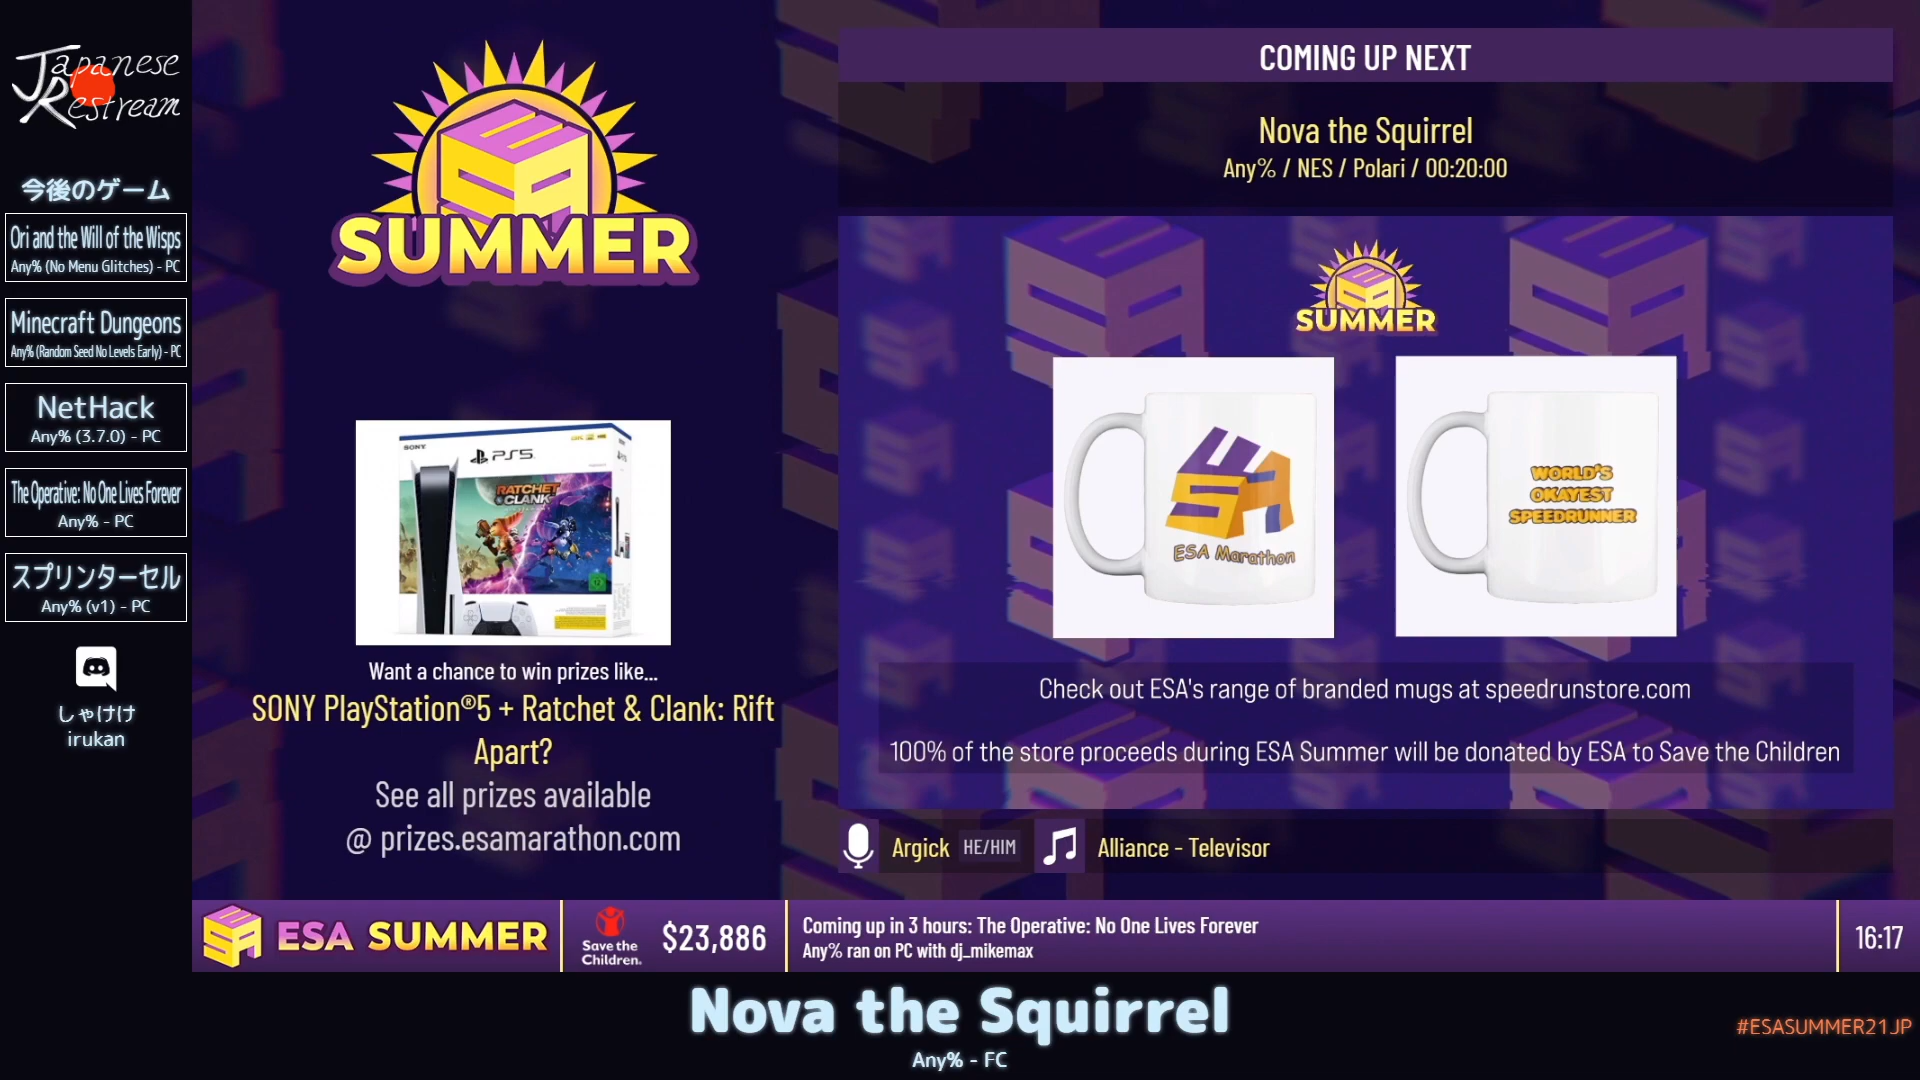 Japanese
Restream
今後のゲーム
Ori and the Will of the Wisps
Any% (No Menu Glitches) - PC
Minecraft Dungeons
Any% (Random Seed No Levels Early) - PC
NetHack
Any% (3.7.0) - PC
The Operative: No One Lives Forever
Any% - PC
スプリンターセル
Any% (v1) - PC
しゃけけ
irukan
SUMMER
SONY
PS5
RATCHET
CLANK
Want a chance to win prizes like...
SONY PlayStation®5 + Ratchet & Clank: Rift
Apart?
See all prizes available
@ prizes.esamarathon.com
COMING UP NEXT
Nova the Squirrel
Any% / NES / Polari / 00:20:00
SUMMER
ESA Marathon
WORLD'S
OKAYEST
SPEEDRUNNER
Check out ESA's range of branded mugs at speedrunstore.com
100% of the store proceeds during ESA Summer will be donated by ESA to Save the Children
Argick HE/HIM Alliance - Televisor
ESA SUMMER
Save the
Children.
$23,886
Coming up in 3 hours: The Operative: No One Lives Forever
Any% ran on PC with dj_mikemax
16:17
Nova the Squirrel
Any% - FC
#ESASUMMER21JP